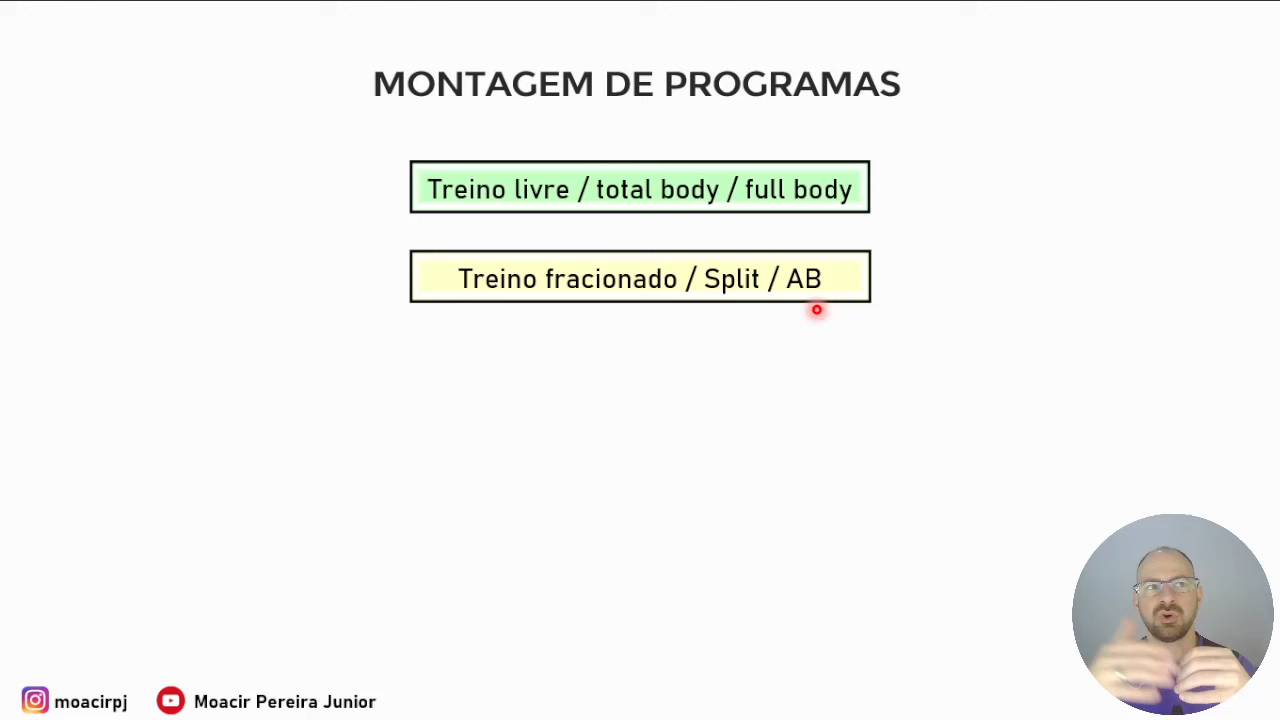 MONTAGEM DE PROGRAMAS
Treino livre / total body / full body
Treino fracionado / Split / AB
moacirpj
Moacir Pereira Junior